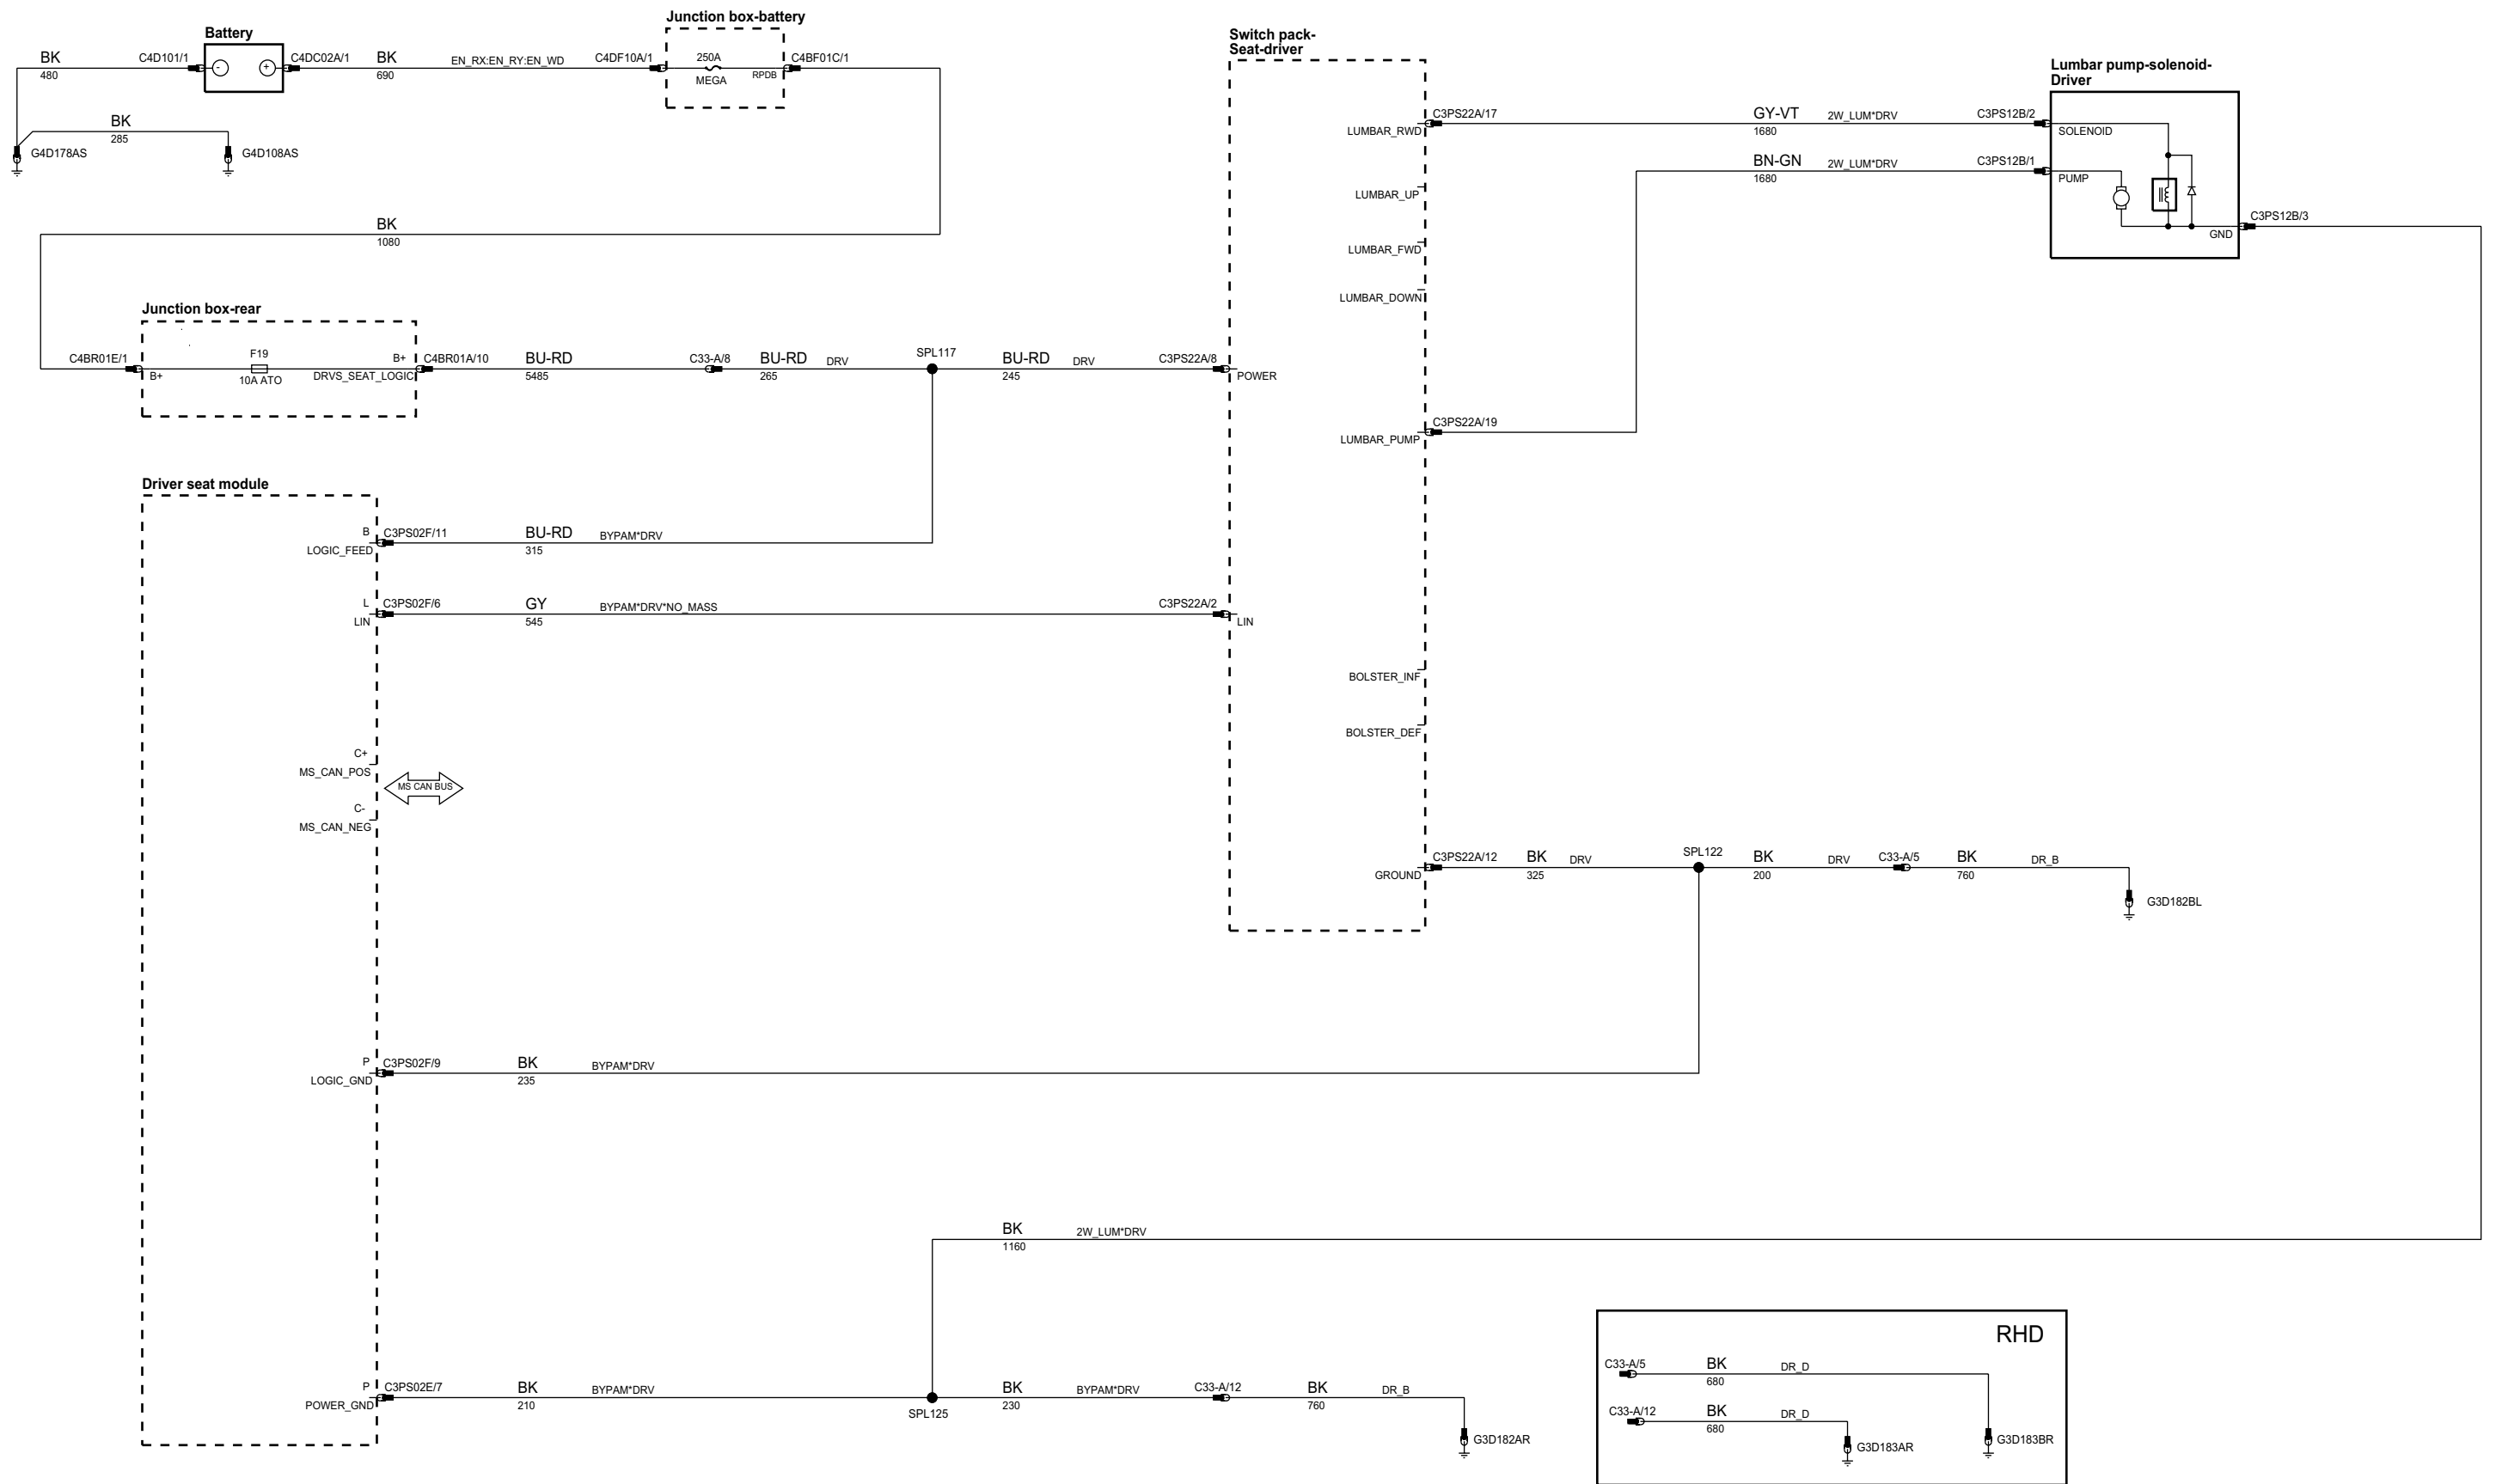 Junction box-battery
Battery
BK
480
C4D101/1
-
+
C4DC02A/1
BK
690
EN_RX:EN_RY:EN_WD
C4DF10A/1
250A
MEGA
RPDB
C4BF01C/1
BK
285
G4D178AS
G4D108AS
BK
1080
Switch pack-
Seat-driver
LUMBAR_RWD
C3PS22A/17
GY-VT
1680
2W_LUM*DRV
C3PS12B/2
Lumbar pump-solenoid-
Driver
SOLENOID
BN-GN
1680
2W_LUM*DRV
C3PS12B/1
PUMP
C3PS12B/3
GND
LUMBAR_UP
LUMBAR_FWD
LUMBAR_DOWN
Junction box-rear
C4BR01E/1
B+
F19
10A ATO
B+
DRVS_SEAT_LOGIC
C4BR01A/10
BU-RD
5485
C33-A/8
BU-RD
265
DRV
SPL117
BU-RD
245
DRV
C3PS22A/8
POWER
C3PS22A/19
LUMBAR_PUMP
Driver seat module
B
LOGIC_FEED
C3PS02F/11
BU-RD
315
BYPAM*DRV
L
LIN
C3PS02F/6
GY
545
BYPAM*DRV*NO_MASS
C3PS22A/2
LIN
BOLSTER_INF
BOLSTER_DEF
C+
MS_CAN_POS
MS CAN BUS
C-
MS_CAN_NEG
GROUND
C3PS22A/12
BK
325
DRV
SPL122
BK
200
DRV
C33-A/5
BK
760
DR_B
G3D182BL
P
LOGIC_GND
C3PS02F/9
BK
235
BYPAM*DRV
BK
1160
2W_LUM*DRV
P
POWER_GND
C3PS02E/7
BK
210
BYPAM*DRV
SPL125
BK
230
BYPAM*DRV
C33-A/12
BK
760
DR_B
G3D182AR
RHD
C33-A/5
BK
680
DR_D
C33-A/12
BK
680
DR_D
G3D183AR
G3D183BR